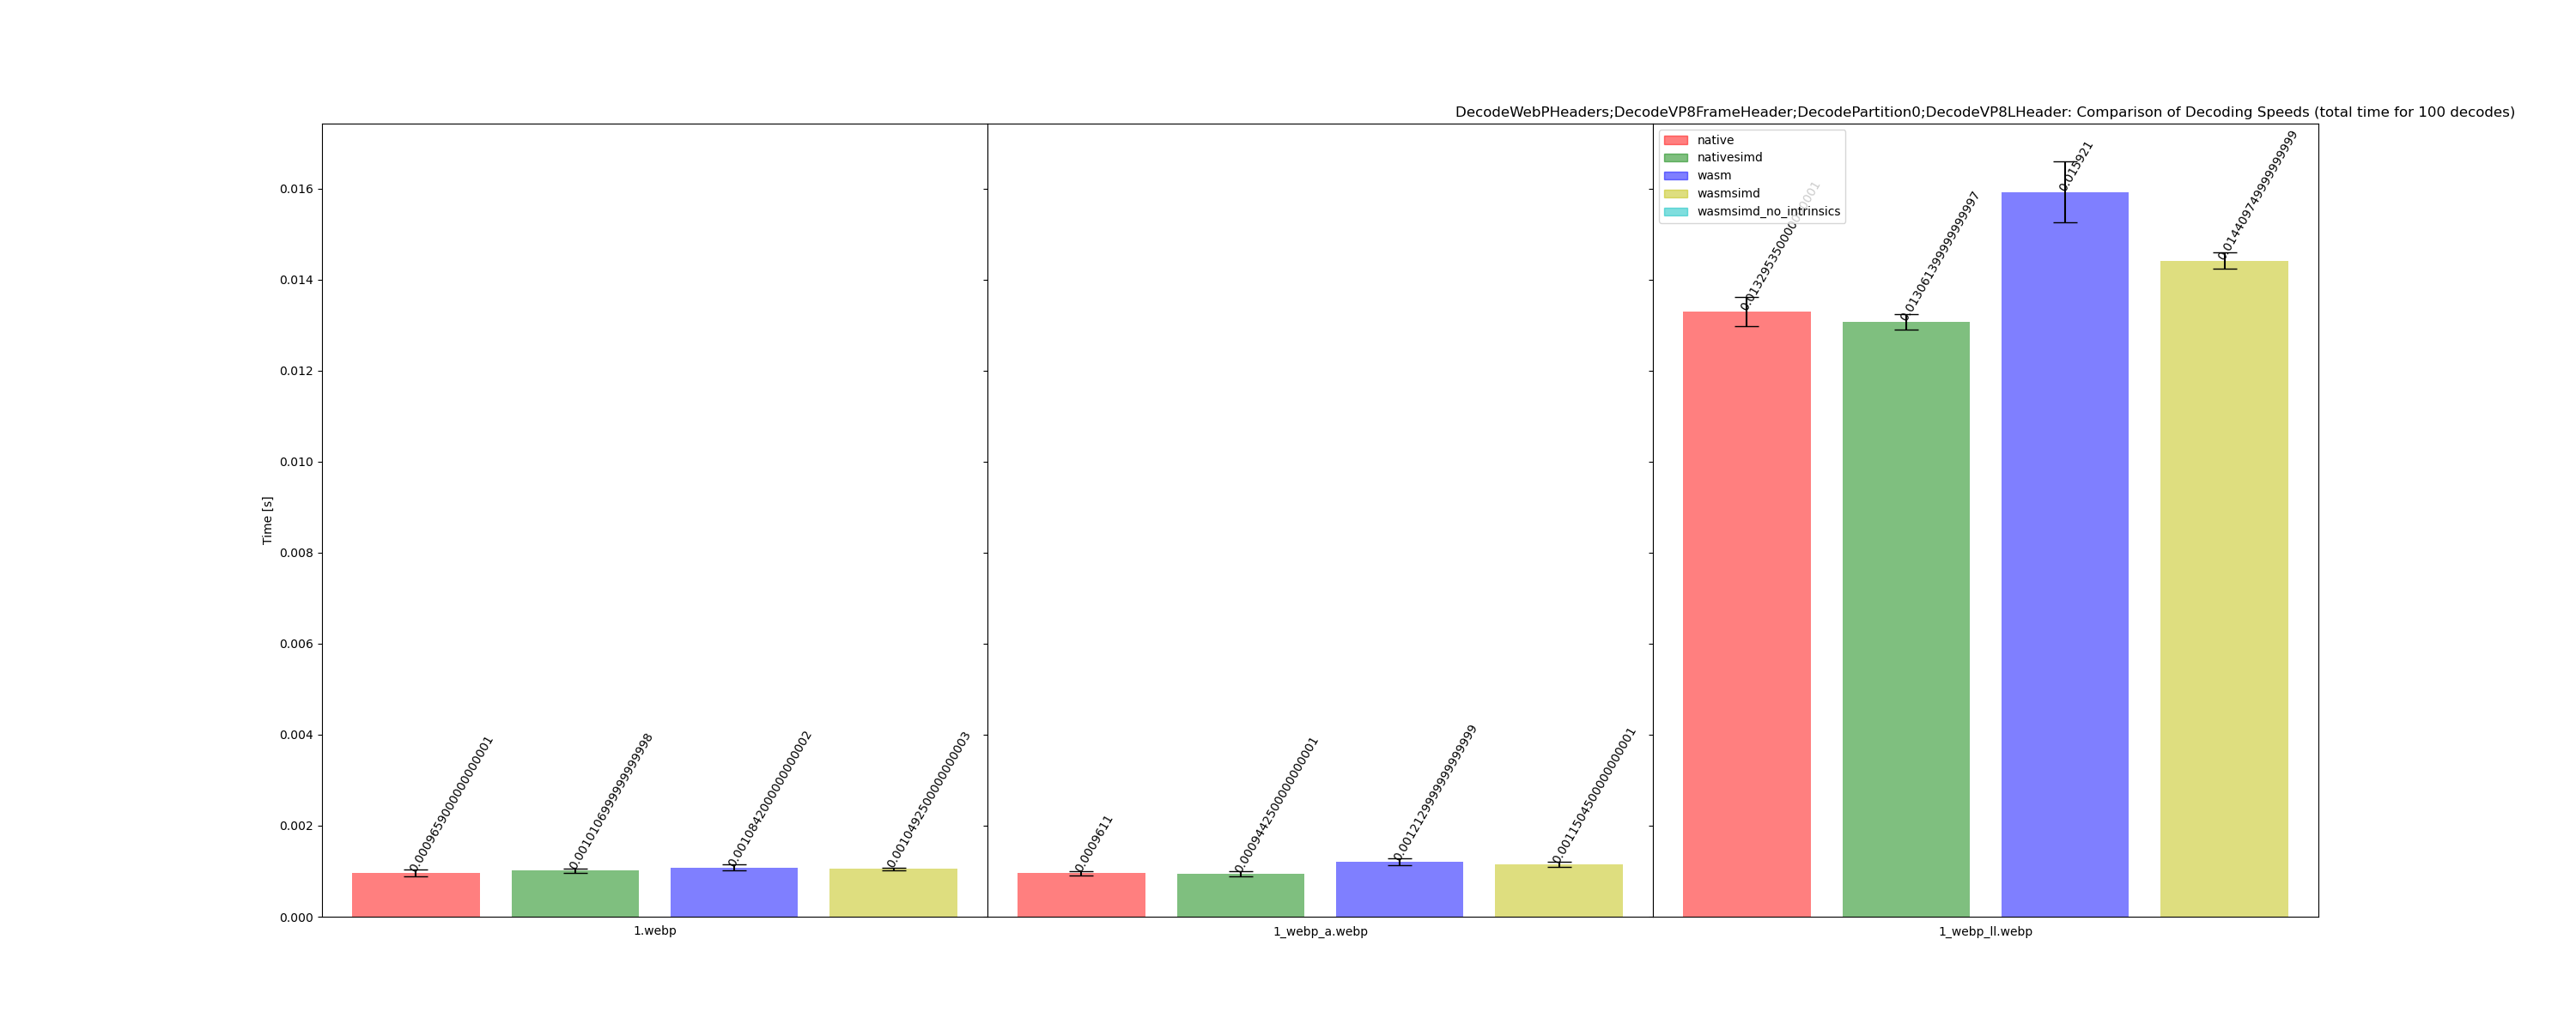 DecodeWebPHeaders;DecodeVP8FrameHeader;DecodePartition0;DecodeVP8LHeader: Comparison of Decoding Speeds (total time for 100 decodes)
Time [s]
0.016
0.014
0.012
0.010
0.008
0.006
0.004
0.002
0.000
0.0009659000000000001
0.0010106999999999998
0.0010842000000000002
0.0010492500000000003
1.webp
0.0009611
0.0009442500000000001
0.0012129999999999999
0.0011504500000000001
1_webp_a.webp
native
nativesimd
wasm
wasmsimd
wasmsimd_no_intrinsics
0.013295350000000001
0.013061399999999997
0.015921
0.014409749999999999
1_webp_ll.webp